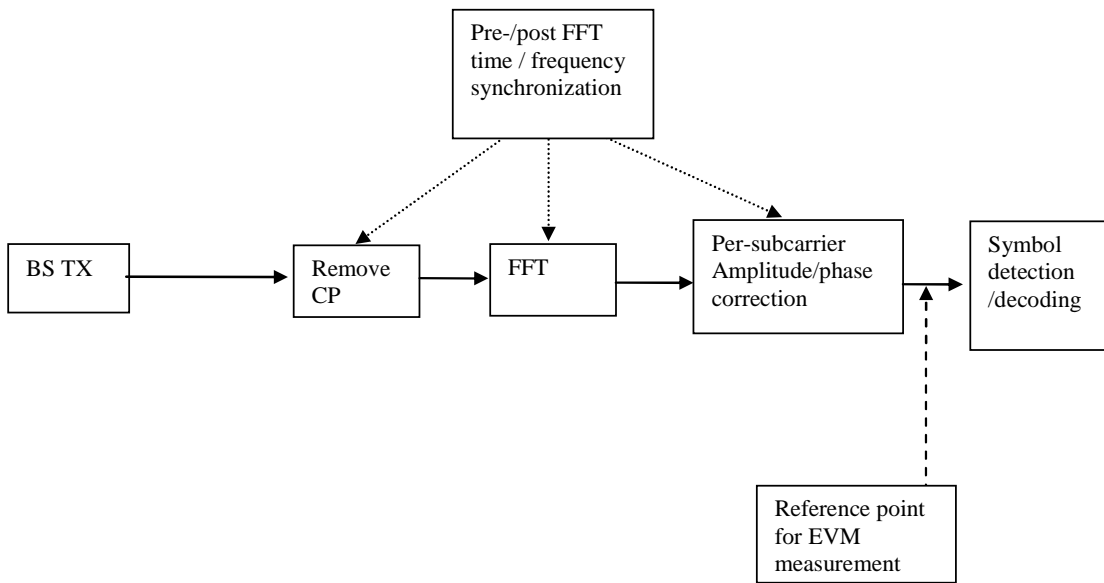 Pre-/post FFT
time / frequency
synchronization
BS TX
Remove
CP
FFT
Per-subcarrier
Amplitude/phase
correction
Symbol
detection
/decoding
Reference point
for EVM
measurement